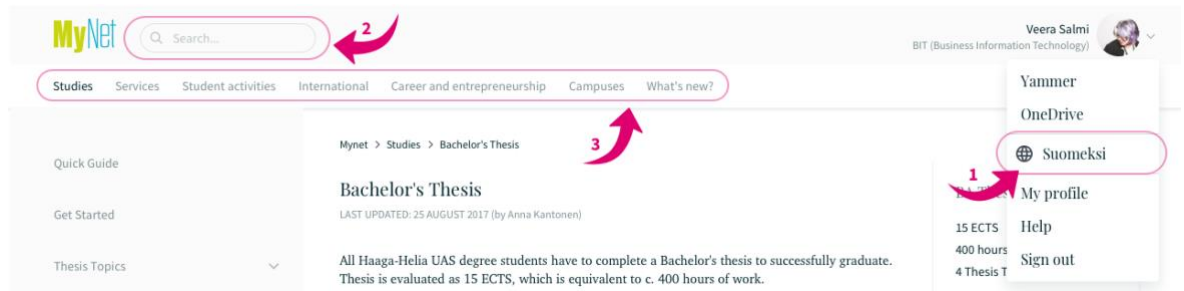 MyNet
Search...
2
Veera Salmi
BIT (Business Information Technology)
Studies Services Student activities International Career and entrepreneurship Campuses What's new?
3
Yammer
OneDrive
Suomeksi
1
My profile
Help
Sign out
Quick Guide
Get Started
Thesis Topics
Mynet > Studies > Bachelor's Thesis
Bachelor's Thesis
LAST UPDATED: 25 AUGUST 2017 (by Anna Kantonen)
All Haaga-Helia UAS degree students have to complete a Bachelor's thesis to successfully graduate.
Thesis is evaluated as 15 ECTS, which is equivalent to c. 400 hours of work.
15 ECTS
400 hours
4 Thesis T